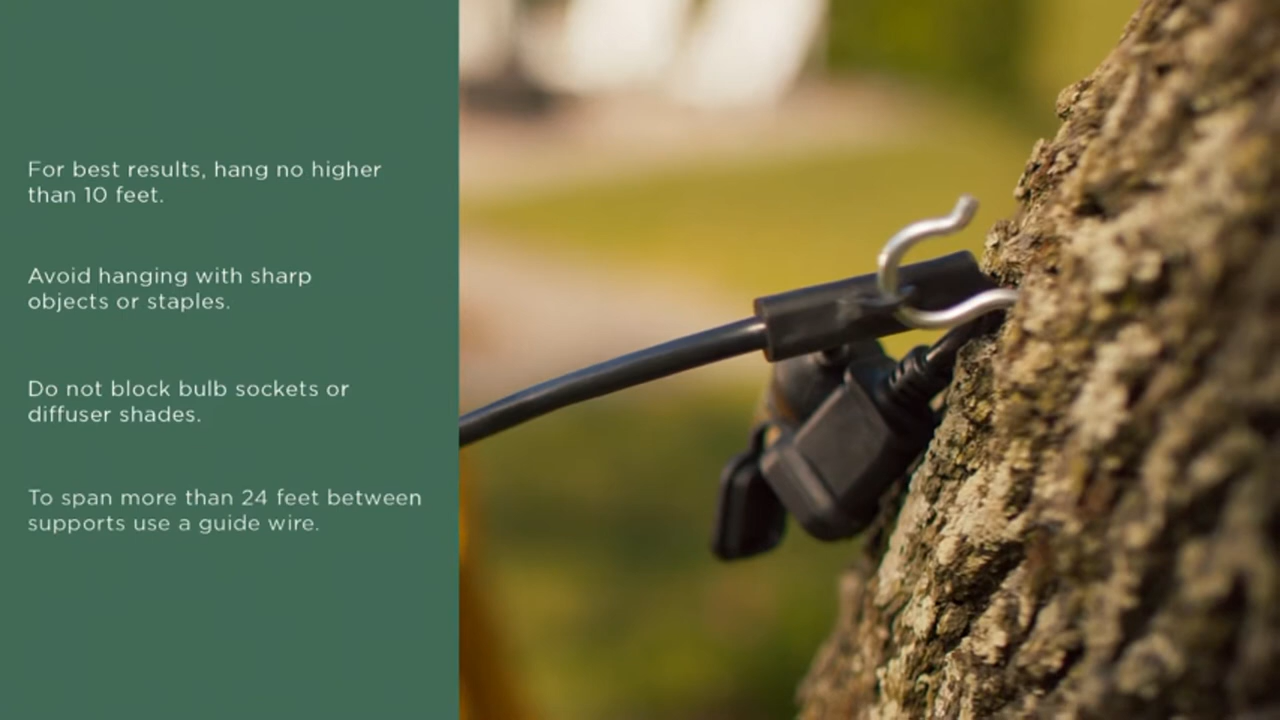 For best results, hang no higher
than 10 feet.
Avoid hanging with sharp
objects or staples.
Do not block bulb sockets or
diffuser shades.
To span more than 24 feet between
supports use a guide wire.